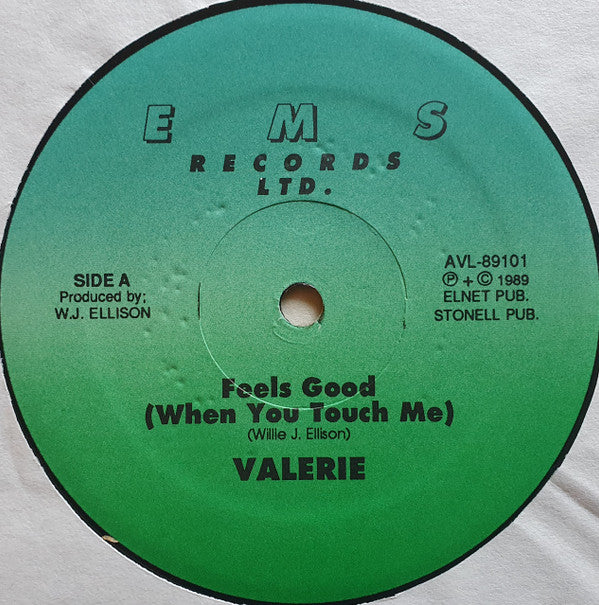 EMS
RECORDS
LTD.
SIDE A
Produced by;
W.J. ELLISON
AVL-89101
℗ + © 1989
ELNET PUB.
STONELL PUB.
Feels Good
(When You Touch Me)
(Willie J. Ellison)
VALERIE